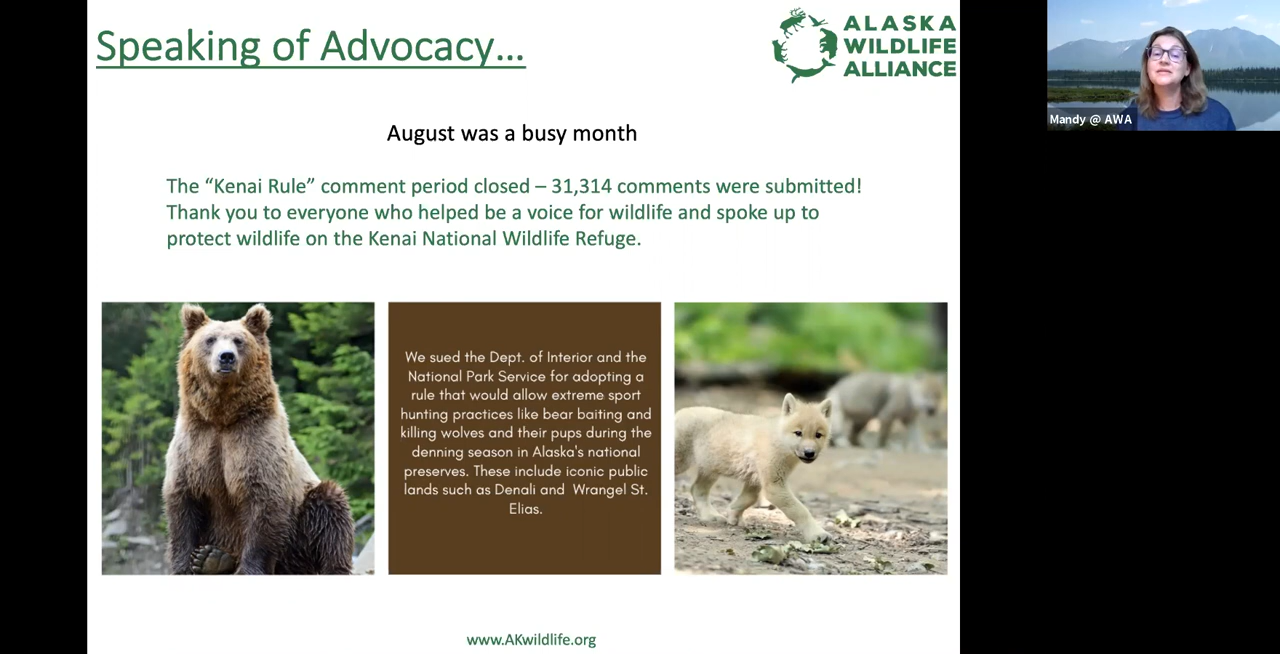 Speaking of Advocacy...
ALASKA
WILDLIFE
ALLIANCE
Mandy @ AWA
August was a busy month
The “Kenai Rule” comment period closed – 31,314 comments were submitted!
Thank you to everyone who helped be a voice for wildlife and spoke up to
protect wildlife on the Kenai National Wildlife Refuge.
We sued the Dept. of Interior and the
National Park Service for adopting a
rule that would allow extreme sport
hunting practices like bear baiting and
killing wolves and their pups during the
denning season in Alaska's national
preserves. These include iconic public
lands such as Denali and Wrangel St.
Elias.
www.AKwildlife.org